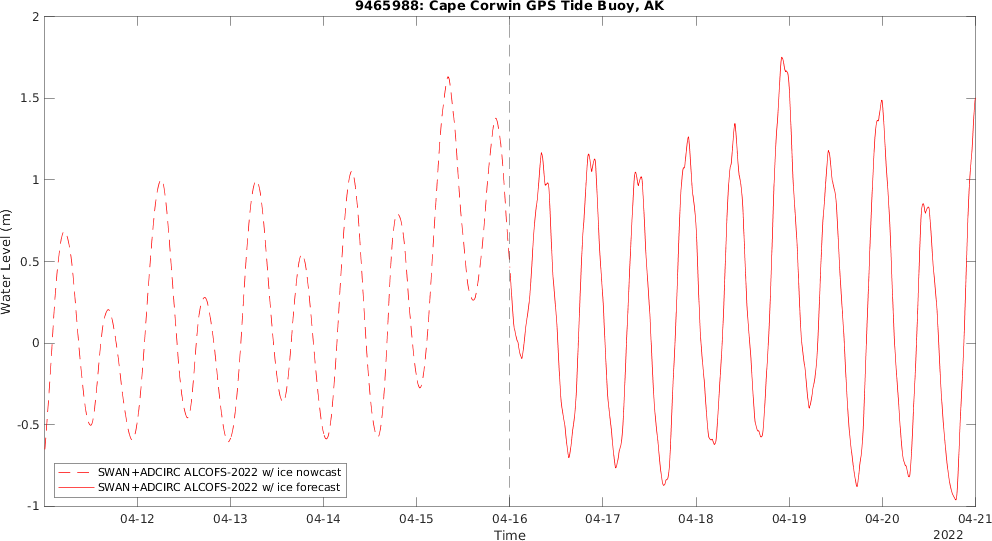 9465988: Cape Corwin GPS Tide Buoy, AK
2
1.5
1
0.5
0
-0.5
-1
Water Level (m)
SWAN+ADCIRC ALCOFS-2022 w/ ice nowcast
SWAN+ADCIRC ALCOFS-2022 w/ ice forecast
04-12 04-13 04-14 04-15 04-16 04-17 04-18 04-19 04-20 04-21
Time
2022